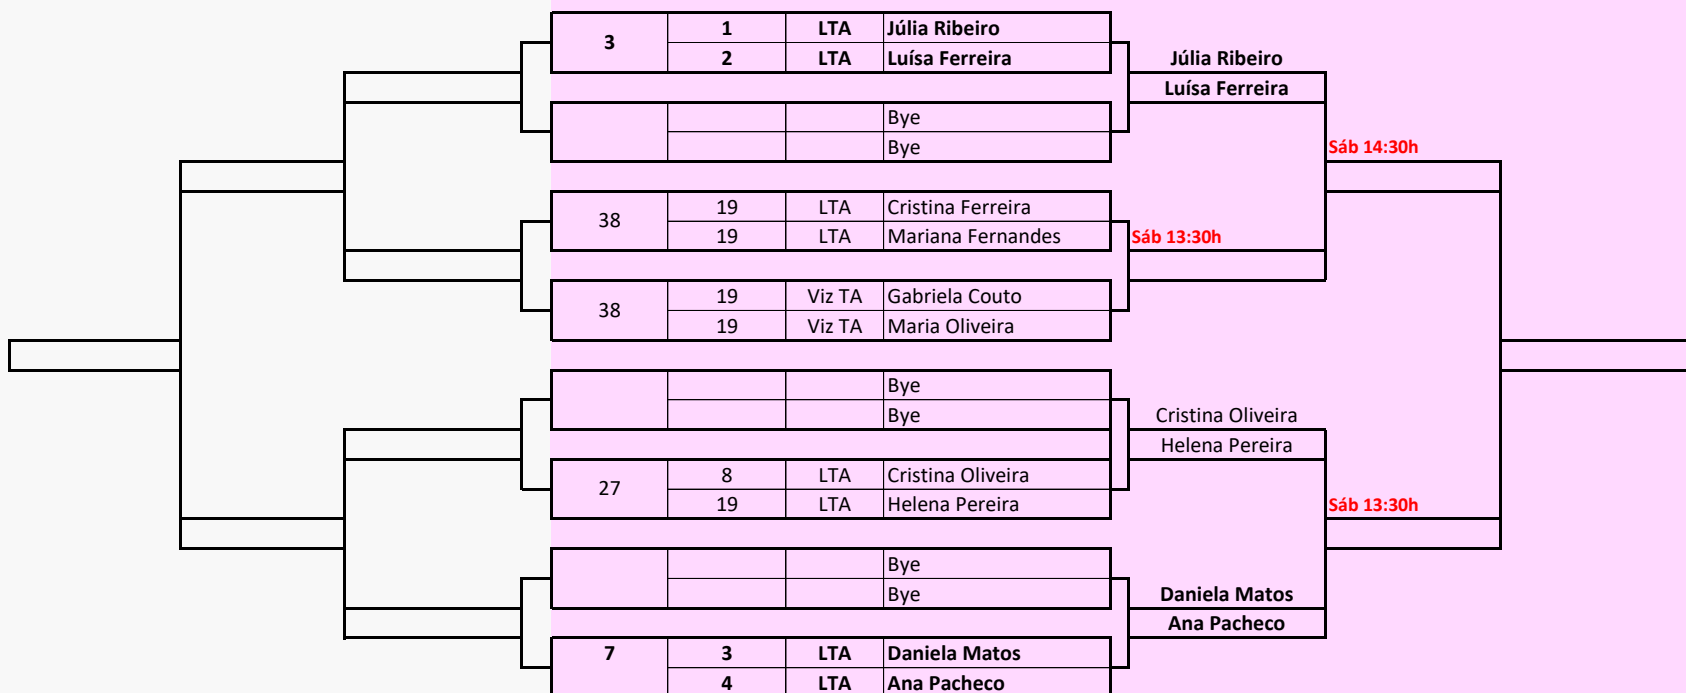 3 1 LTA Júlia Ribeiro
2 LTA Luísa Ferreira Júlia Ribeiro
Luísa Ferreira
Bye
Bye Sáb 14:30h
38 19 LTA Cristina Ferreira
19 LTA Mariana Fernandes Sáb 13:30h
38 19 Viz TA Gabriela Couto
19 Viz TA Maria Oliveira
Bye
Bye Cristina Oliveira
Helena Pereira
27 8 LTA Cristina Oliveira
19 LTA Helena Pereira Sáb 13:30h
Bye
Bye Daniela Matos
Ana Pacheco
7 3 LTA Daniela Matos
4 LTA Ana Pacheco